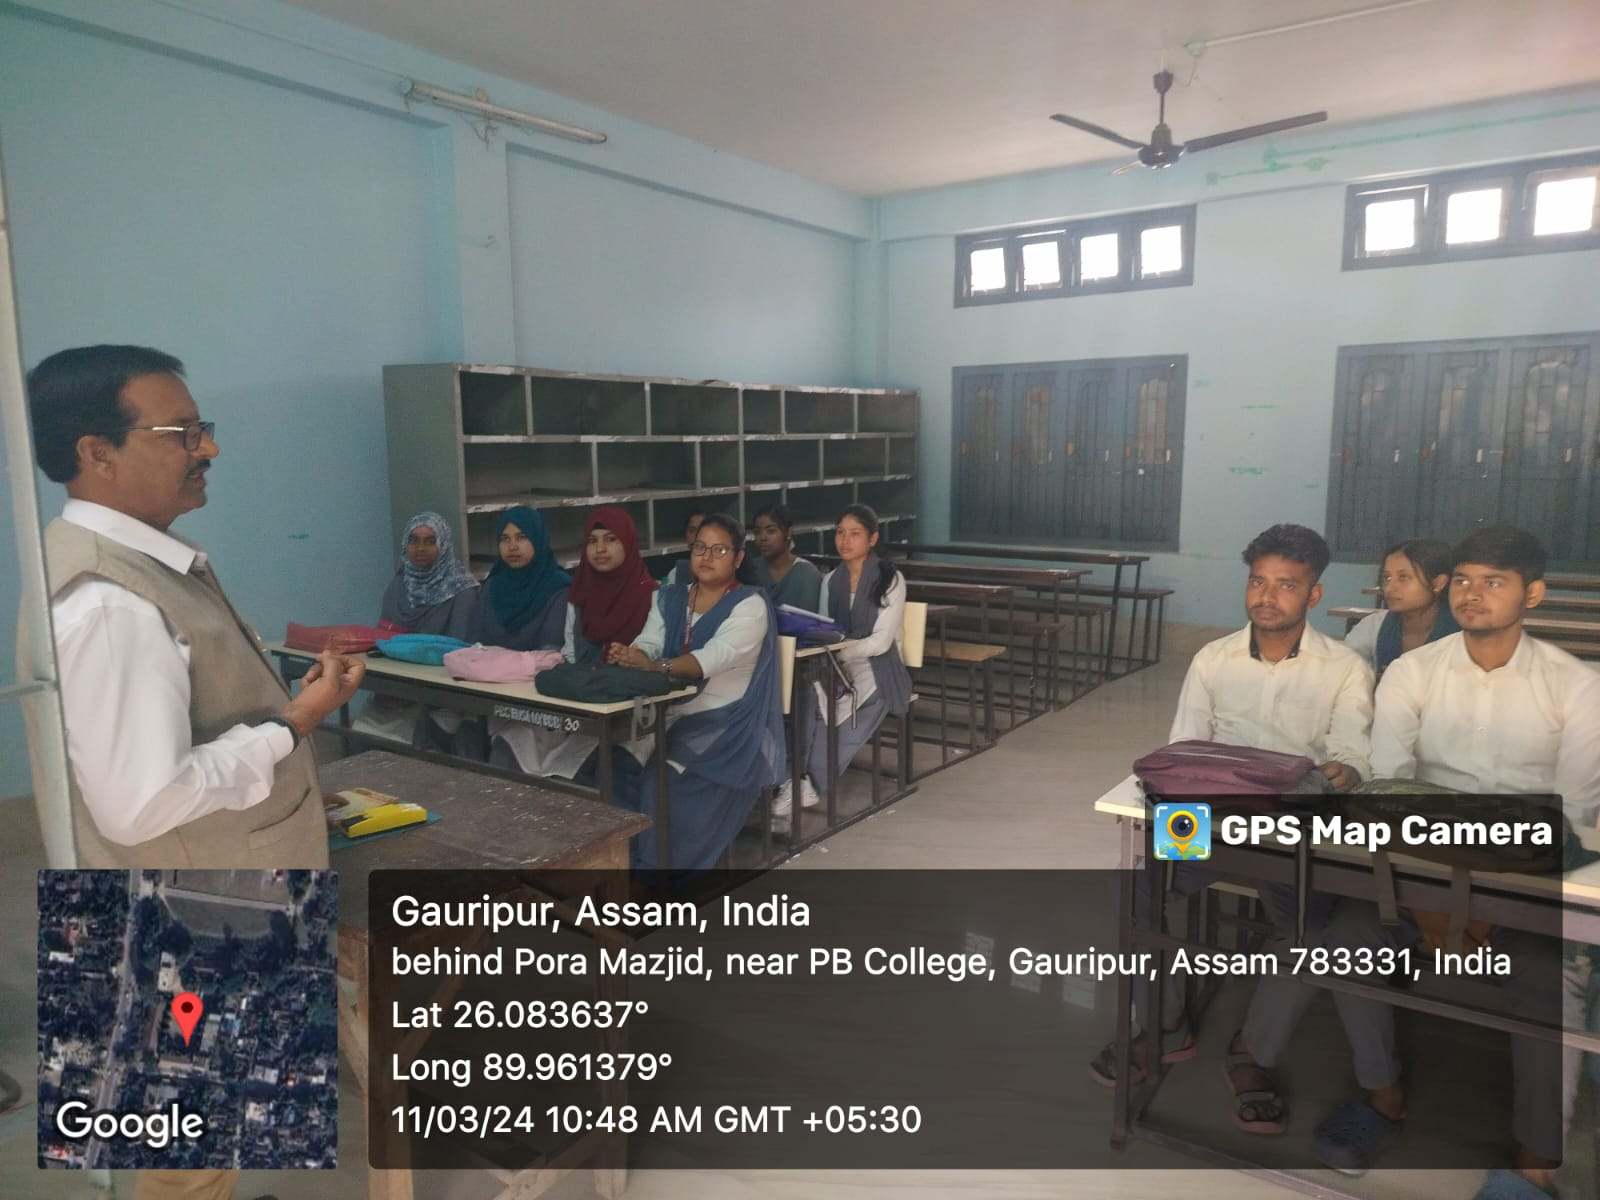 GPS Map Camera
Gauripur, Assam, India
behind Pora Mazjid, near PB College, Gauripur, Assam 783331, India
Lat 26.083637°
Long 89.961379°
11/03/24 10:48 AM GMT +05:30
Google